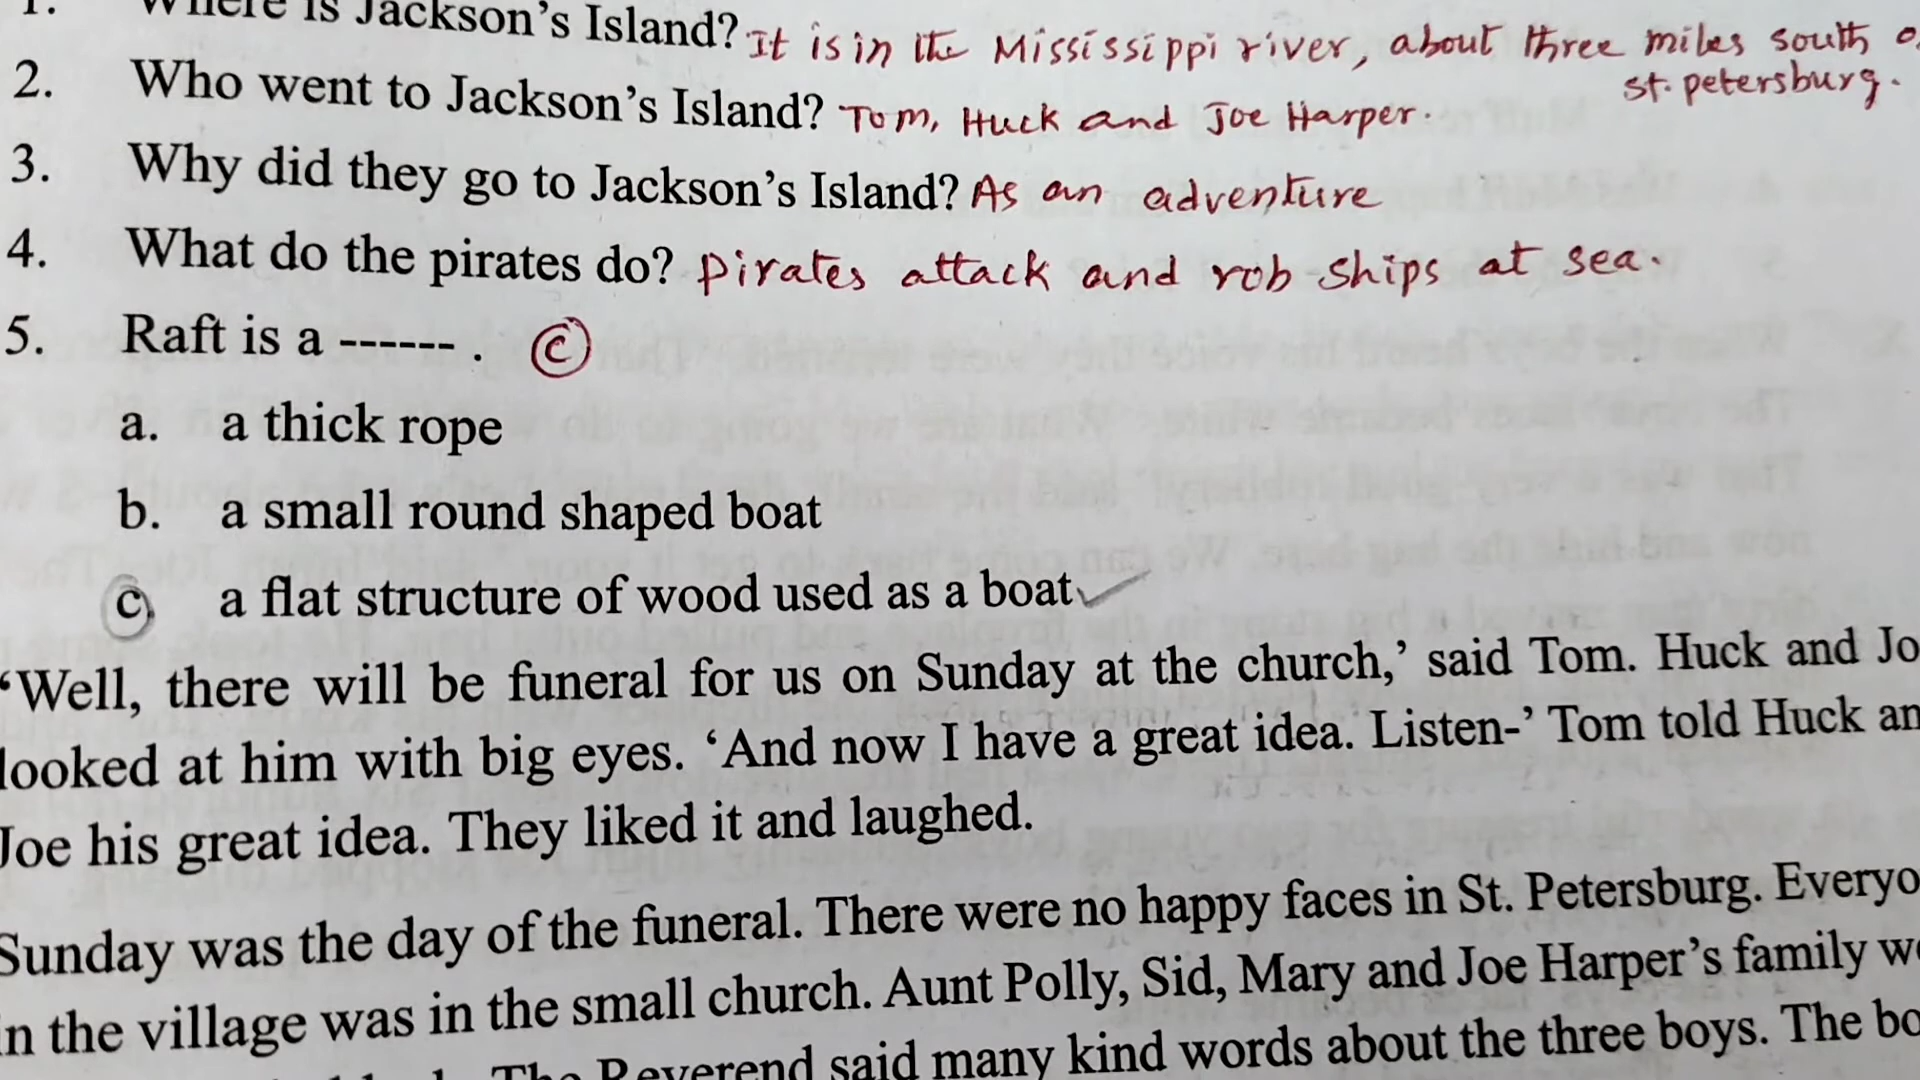 1. Where is Jackson's Island? It is in the Mississippi river, about three miles south
st. petersburg.
2. Who went to Jackson's Island? Tom, Huck and Joe Harper.
3. Why did they go to Jackson's Island? As an adventure
4. What do the pirates do? Pirates attack and rob ships at sea.
5. Raft is a ------ . C
a. a thick rope
b. a small round shaped boat
c. a flat structure of wood used as a boat
‘Well, there will be funeral for us on Sunday at the church,’ said Tom. Huck and Jo
looked at him with big eyes. ‘And now I have a great idea. Listen-’ Tom told Huck an
Joe his great idea. They liked it and laughed.
Sunday was the day of the funeral. There were no happy faces in St. Petersburg. Everyo
in the village was in the small church. Aunt Polly, Sid, Mary and Joe Harper's family w
The Reverend said many kind words about the three boys. The bo